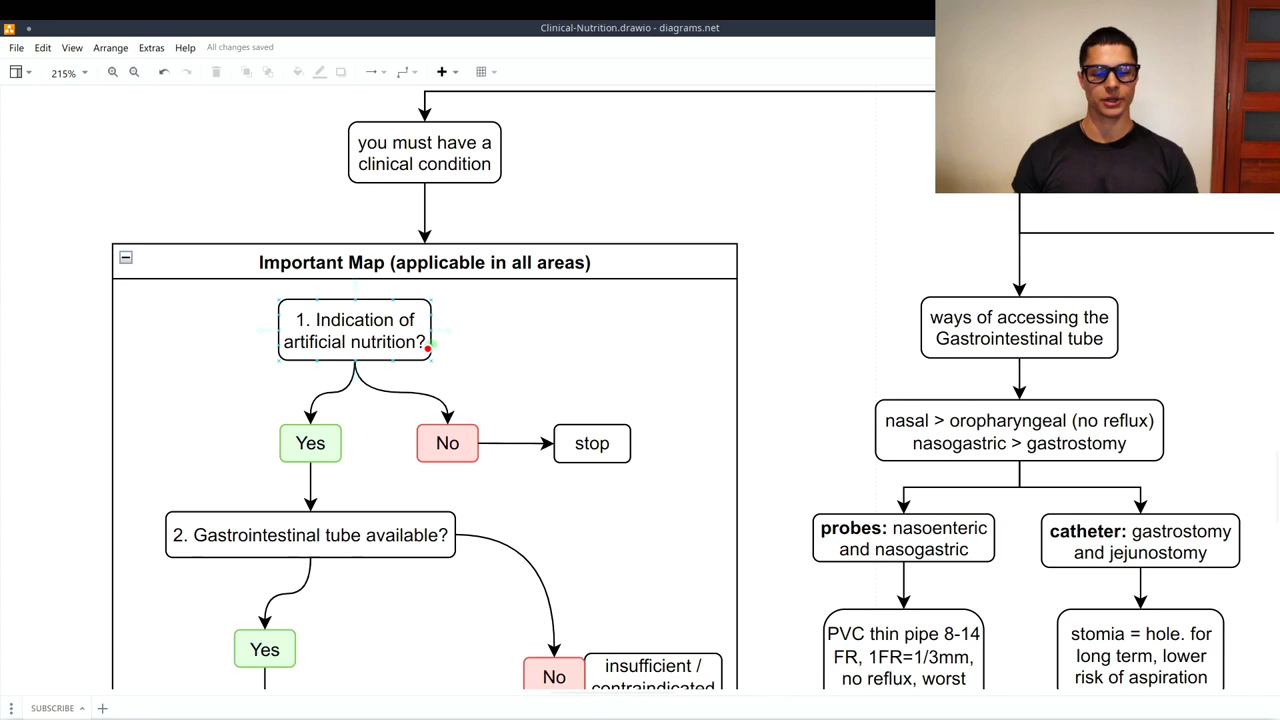 Clinical-Nutrition.drawio - diagrams.net
File Edit View Arrange Extras Help All changes saved
215%
you must have a
clinical condition
Important Map (applicable in all areas)
1. Indication of
artificial nutrition?
Yes
No
stop
2. Gastrointestinal tube available?
Yes
No
insufficient /
contraindicated
ways of accessing the
Gastrointestinal tube
nasal > oropharyngeal (no reflux)
nasogastric > gastrostomy
probes: nasoenteric
and nasogastric
catheter: gastrostomy
and jejunostomy
PVC thin pipe 8-14
FR, 1FR=1/3mm,
no reflux, worst
stomia = hole. for
long term, lower
risk of aspiration
SUBSCRIBE